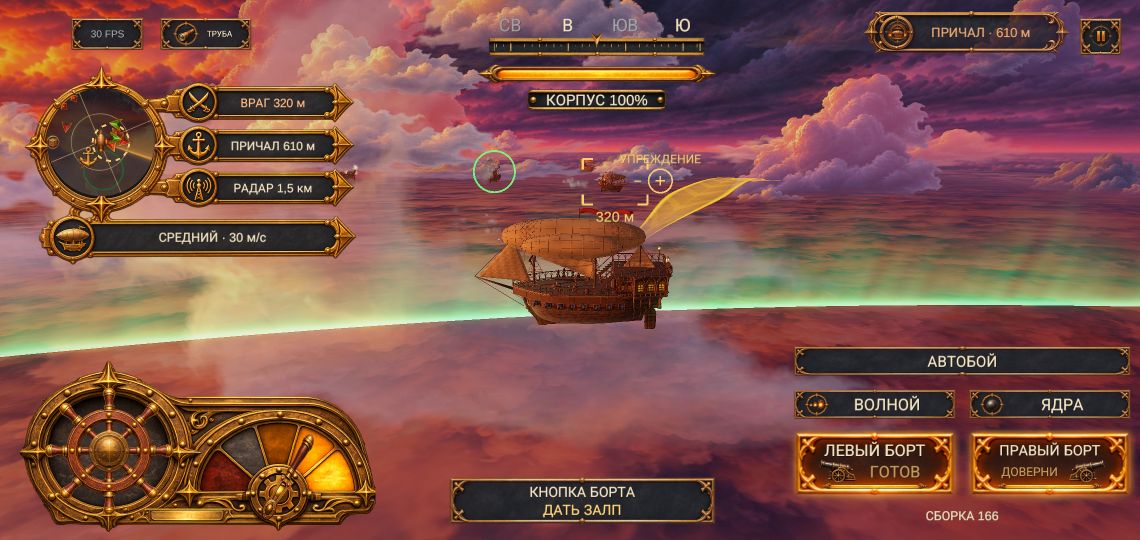 30 FPS
ТРУБА
СВ
В
ЮВ
Ю
ПРИЧАЛ · 610 м
КОРПУС 100%
ВРАГ 320 м
ПРИЧАЛ 610 м
РАДАР 1,5 км
СРЕДНИЙ · 30 м/с
УПРЕЖДЕНИЕ
320 м
АВТОБОЙ
ВОЛНОЙ
ЯДРА
ЛЕВЫЙ БОРТ
ГОТОВ
ПРАВЫЙ БОРТ
ДОВЕРНИ
КНОПКА БОРТА
ДАТЬ ЗАЛП
СБОРКА 166